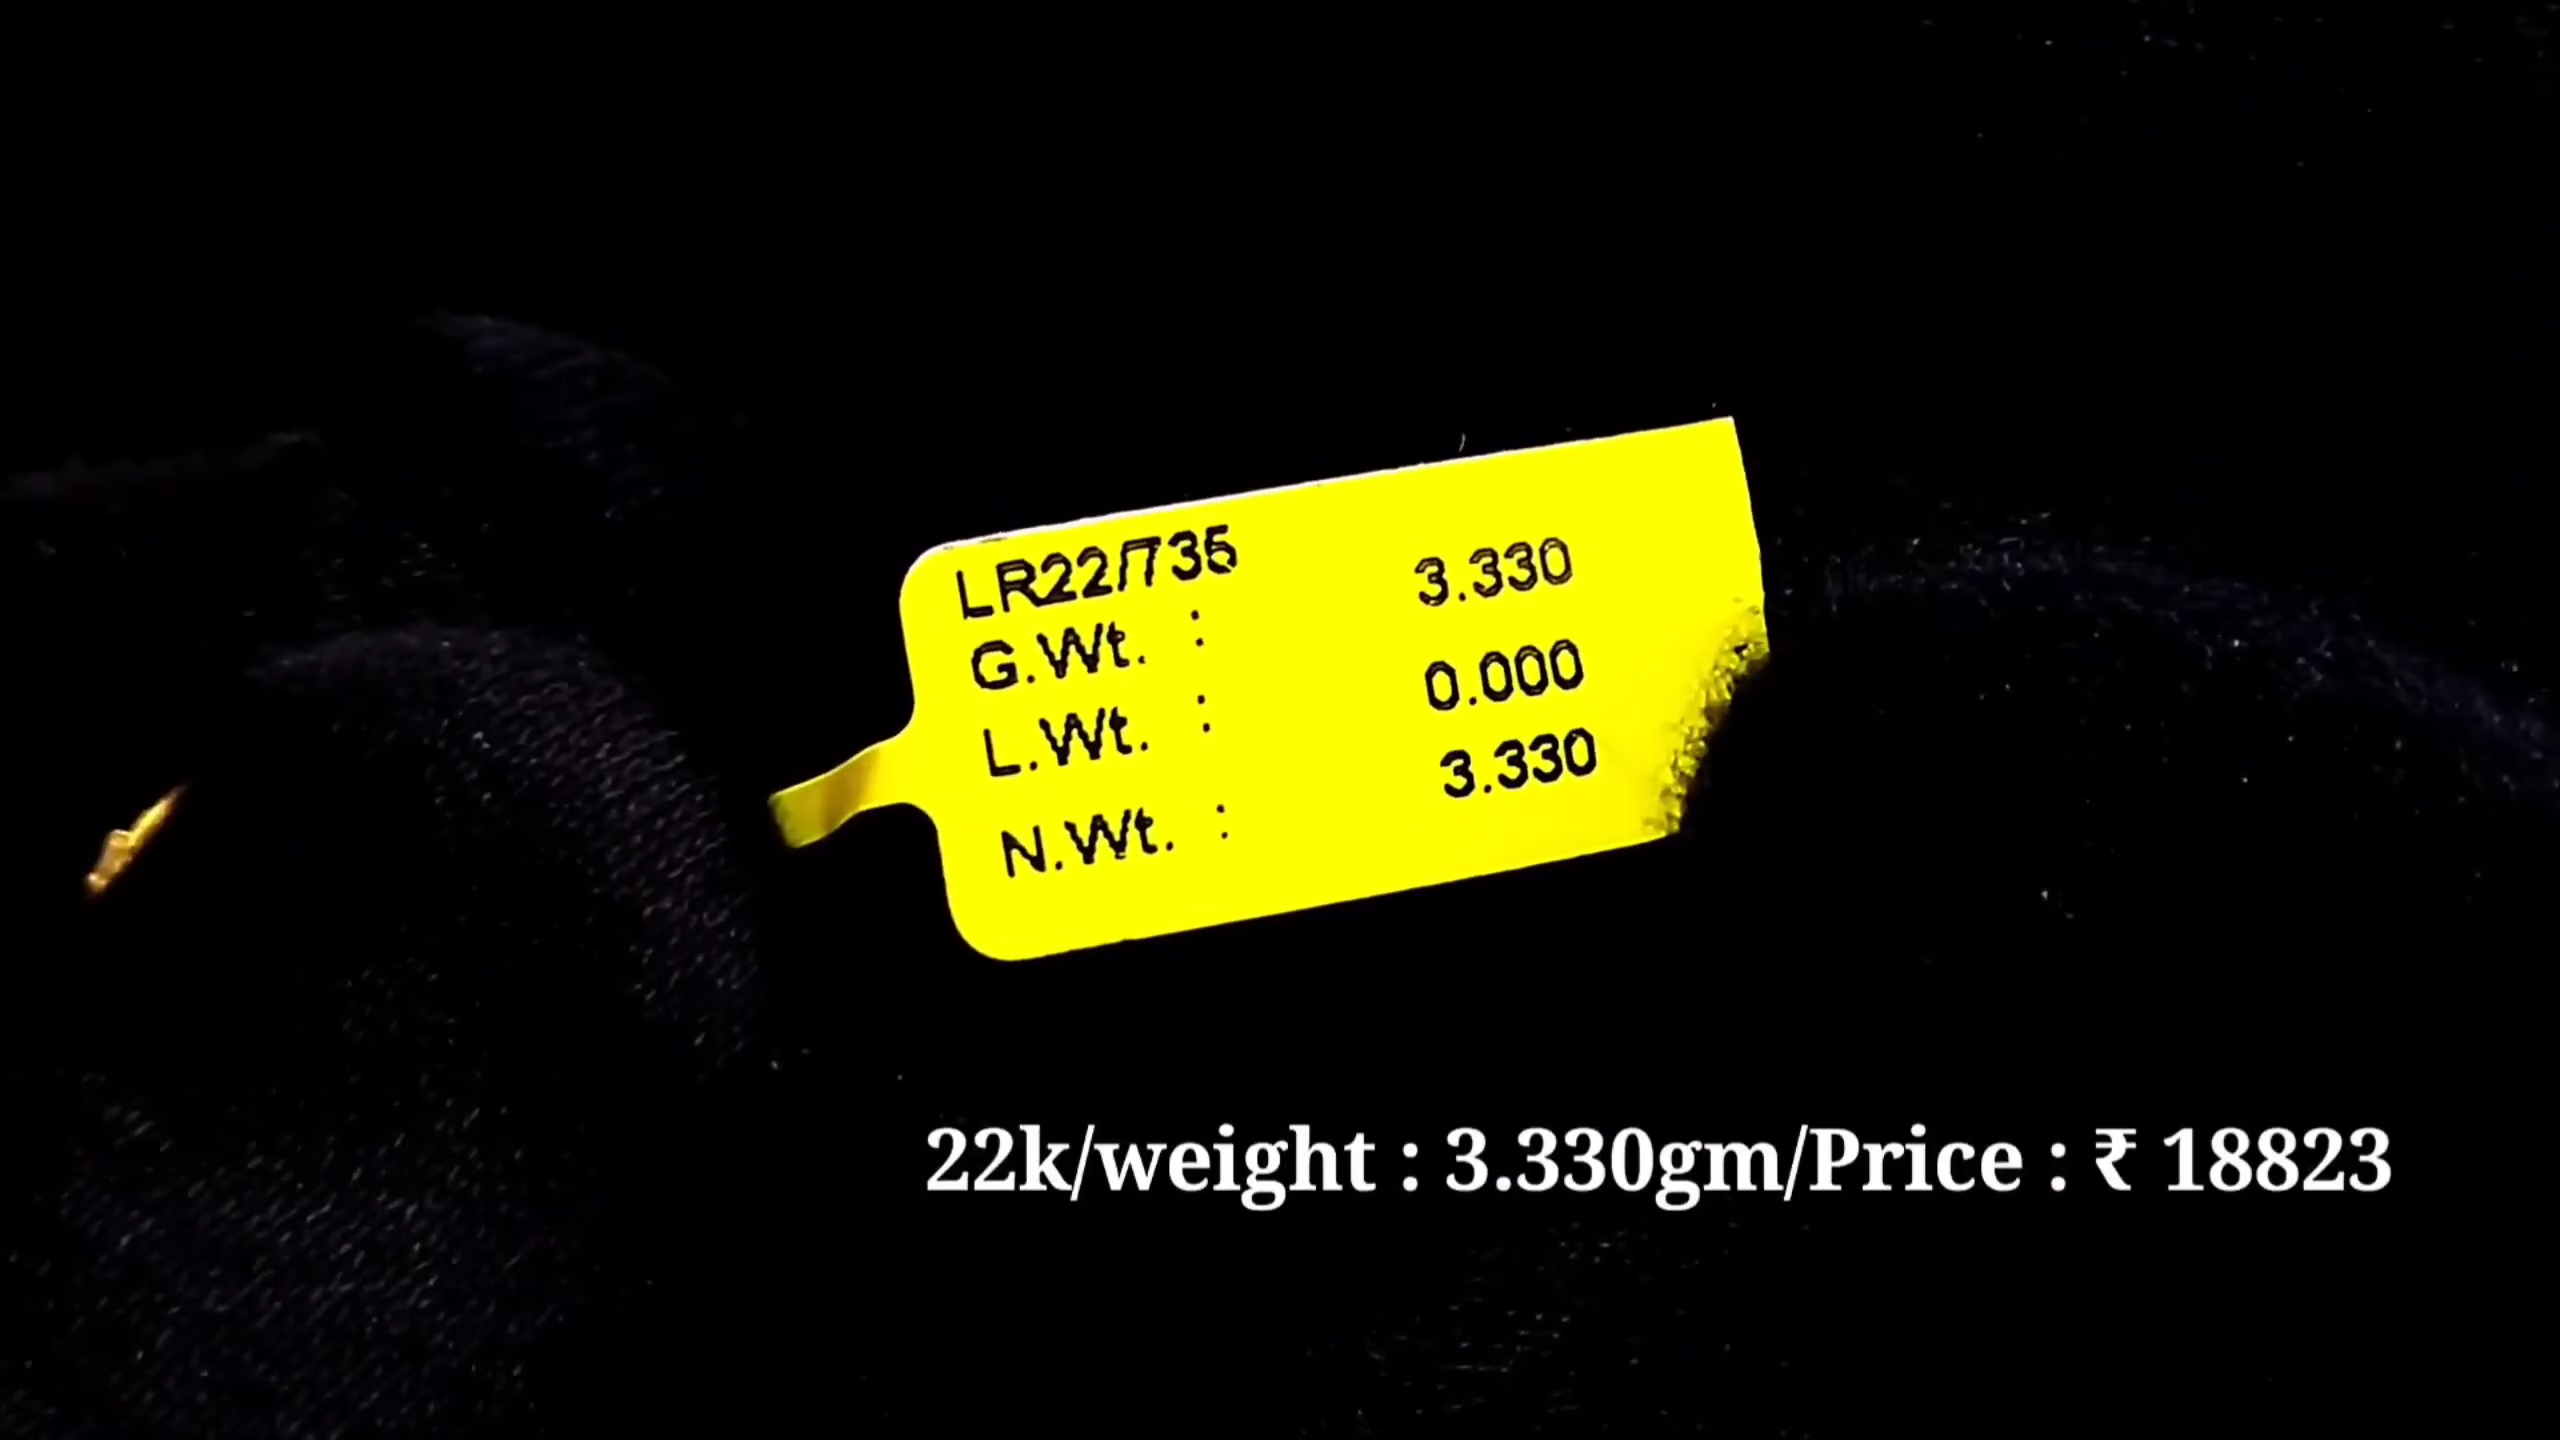 LR22/735
G.Wt. : 3.330
L.Wt. : 0.000
N.Wt. : 3.330
22k/weight : 3.330gm/Price : ₹ 18823